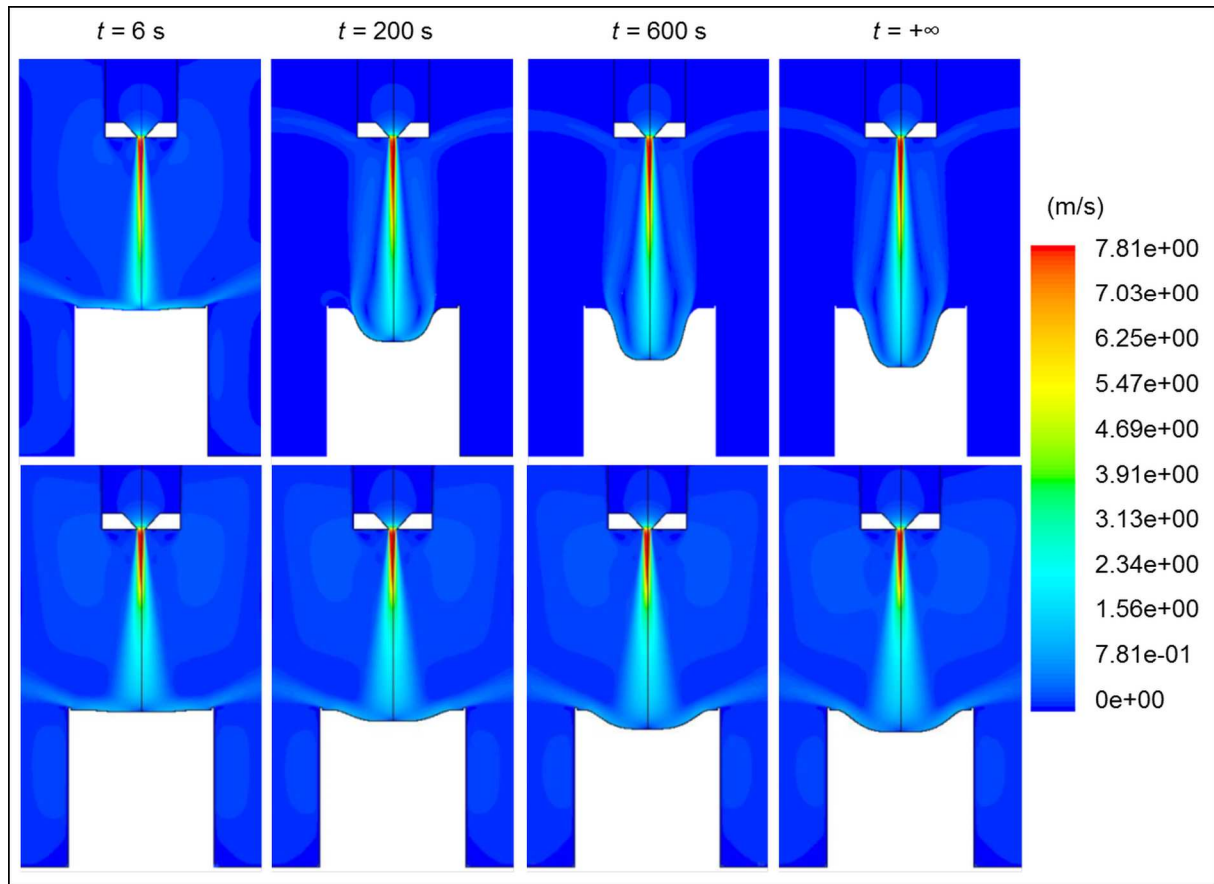 t = 6 s
t = 200 s
t = 600 s
t = +∞
(m/s)
7.81e+00
7.03e+00
6.25e+00
5.47e+00
4.69e+00
3.91e+00
3.13e+00
2.34e+00
1.56e+00
7.81e-01
0e+00